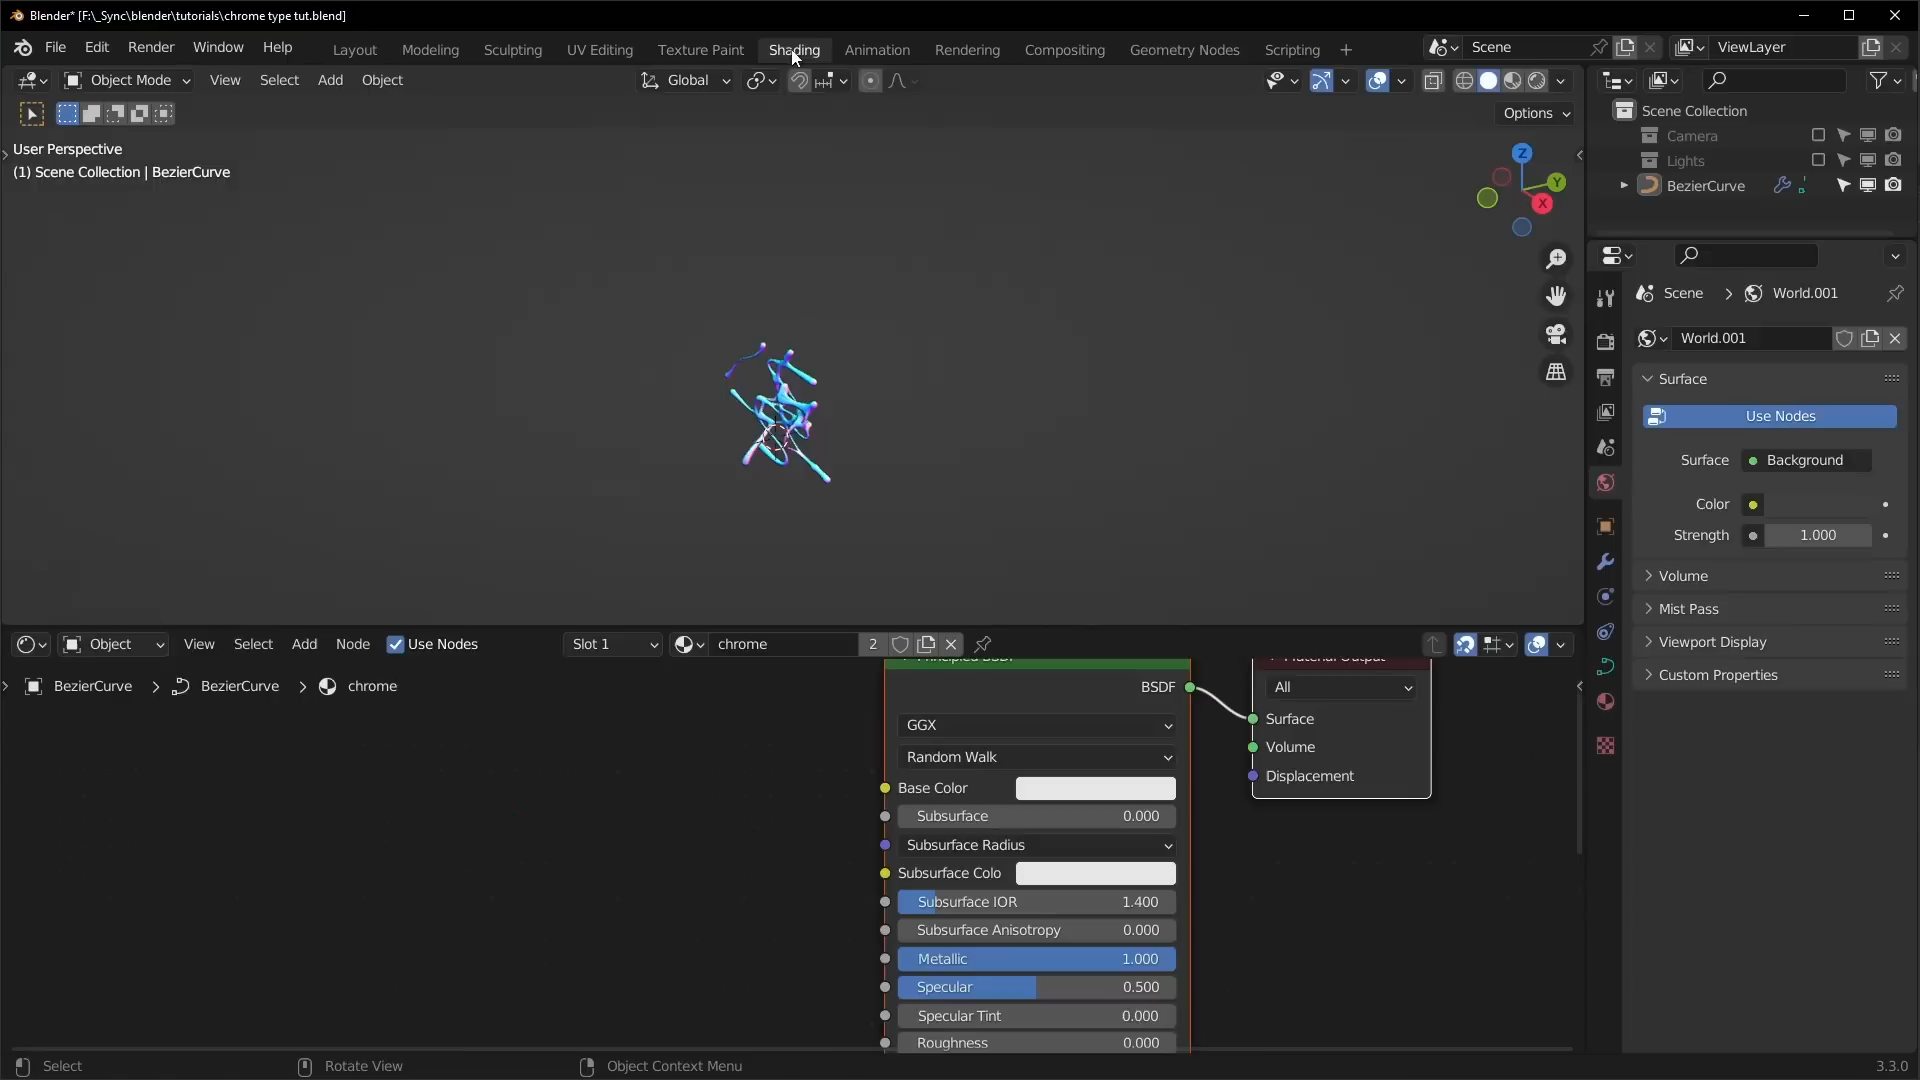 Blender* [F:\_Sync\blender\tutorials\chrome type tut.blend]
File Edit Render Window Help Layout Modeling Sculpting UV Editing Texture Paint Shading Animation Rendering Compositing Geometry Nodes Scripting + Scene ViewLayer
Object Mode View Select Add Object Global
Options
User Perspective
(1) Scene Collection | BezierCurve
Z
Y
X
Scene Collection
Camera
Lights
BezierCurve
Scene > World.001
World.001
Surface
Use Nodes
Surface Background
Color
Strength 1.000
Volume
Mist Pass
Viewport Display
Custom Properties
Object View Select Add Node Use Nodes Slot 1 chrome 2
BezierCurve > BezierCurve > chrome
Principled BSDF
BSDF
GGX
Random Walk
Base Color
Subsurface 0.000
Subsurface Radius
Subsurface Colo
Subsurface IOR 1.400
Subsurface Anisotropy 0.000
Metallic 1.000
Specular 0.500
Specular Tint 0.000
Roughness 0.000
Material Output
All
Surface
Volume
Displacement
Select Rotate View Object Context Menu 3.3.0